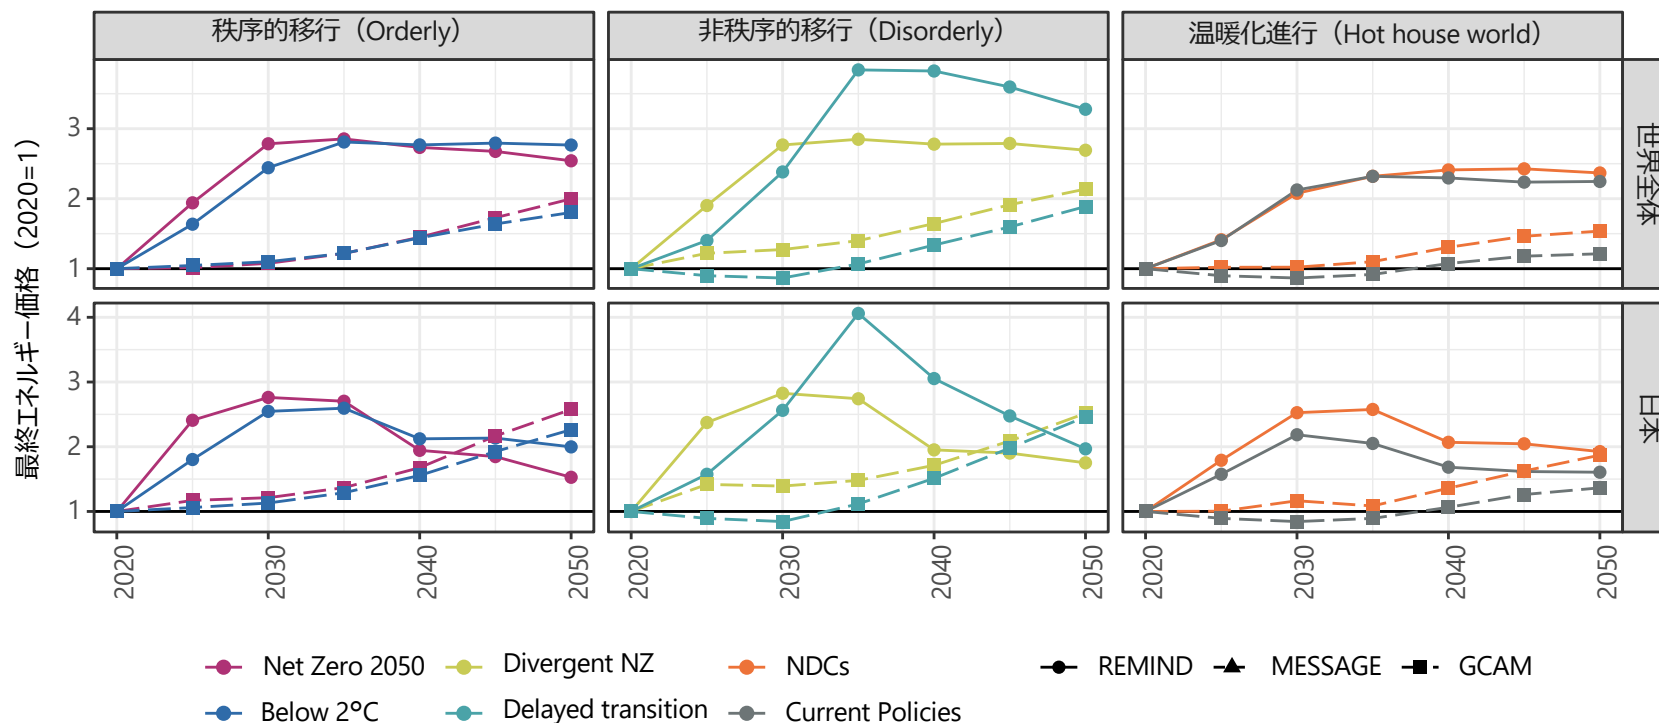 秩序的移行（Orderly）
非秩序的移行（Disorderly）
温暖化進行（Hot house world）
最終エネルギー価格（2020=1）
3
2
1
世界全体
4
3
2
1
日本
2020
2030
2040
2050
2020
2030
2040
2050
2020
2030
2040
2050
Net Zero 2050
Divergent NZ
NDCs
REMIND
MESSAGE
GCAM
Below 2°C
Delayed transition
Current Policies